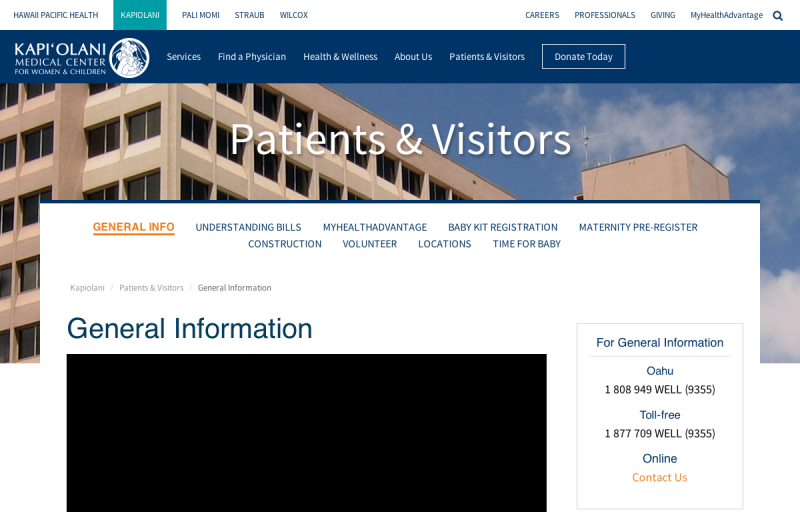 HAWAII PACIFIC HEALTH
KAPIOLANI
PALI MOMI
STRAUB
WILCOX
CAREERS
PROFESSIONALS
GIVING
MyHealthAdvantage
KAPIʻOLANI
MEDICAL CENTER
FOR WOMEN & CHILDREN
Services
Find a Physician
Health & Wellness
About Us
Patients & Visitors
Donate Today
Patients & Visitors
GENERAL INFO
UNDERSTANDING BILLS
MYHEALTHADVANTAGE
BABY KIT REGISTRATION
MATERNITY PRE-REGISTER
CONSTRUCTION
VOLUNTEER
LOCATIONS
TIME FOR BABY
Kapiolani / Patients & Visitors / General Information
General Information
For General Information
Oahu
1 808 949 WELL (9355)
Toll-free
1 877 709 WELL (9355)
Online
Contact Us